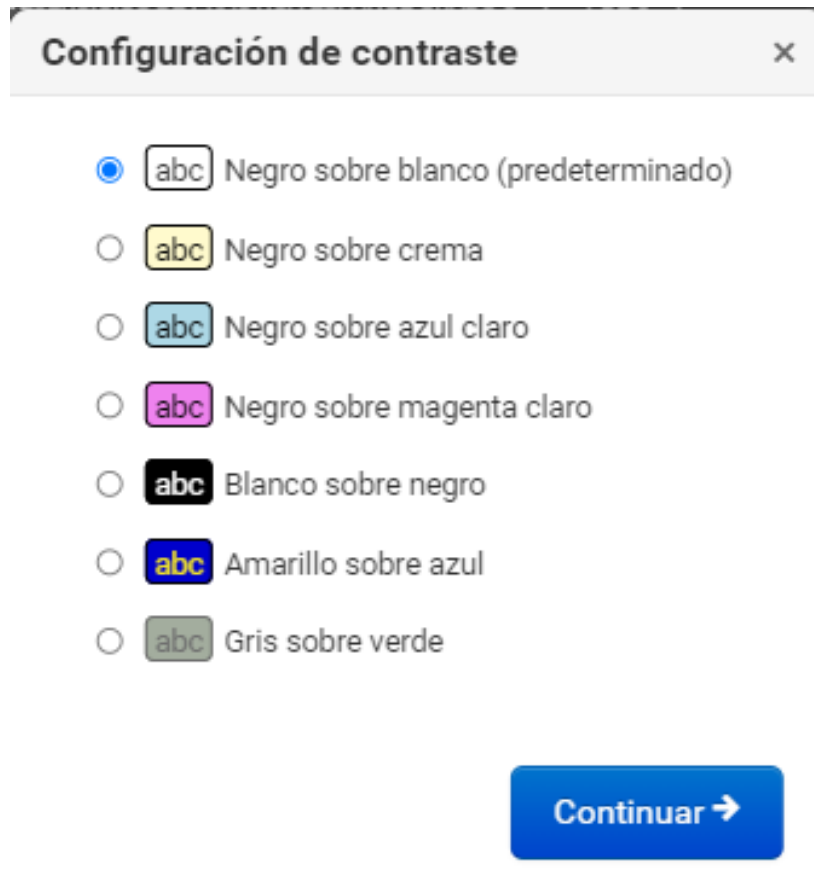 Configuración de contraste ×
abc Negro sobre blanco (predeterminado)
abc Negro sobre crema
abc Negro sobre azul claro
abc Negro sobre magenta claro
abc Blanco sobre negro
abc Amarillo sobre azul
abc Gris sobre verde
Continuar →